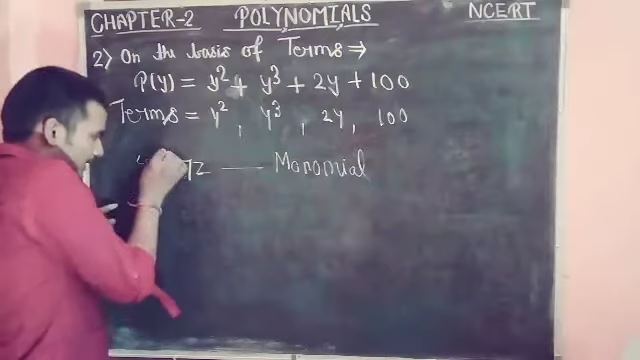 CHAPTER-2 POLYNOMIALS NCERT
2) On the basis of Terms ⇒
P(y) = y² + y³ + 2y + 100
Terms = y², y³, 2y, 100
— Monomial